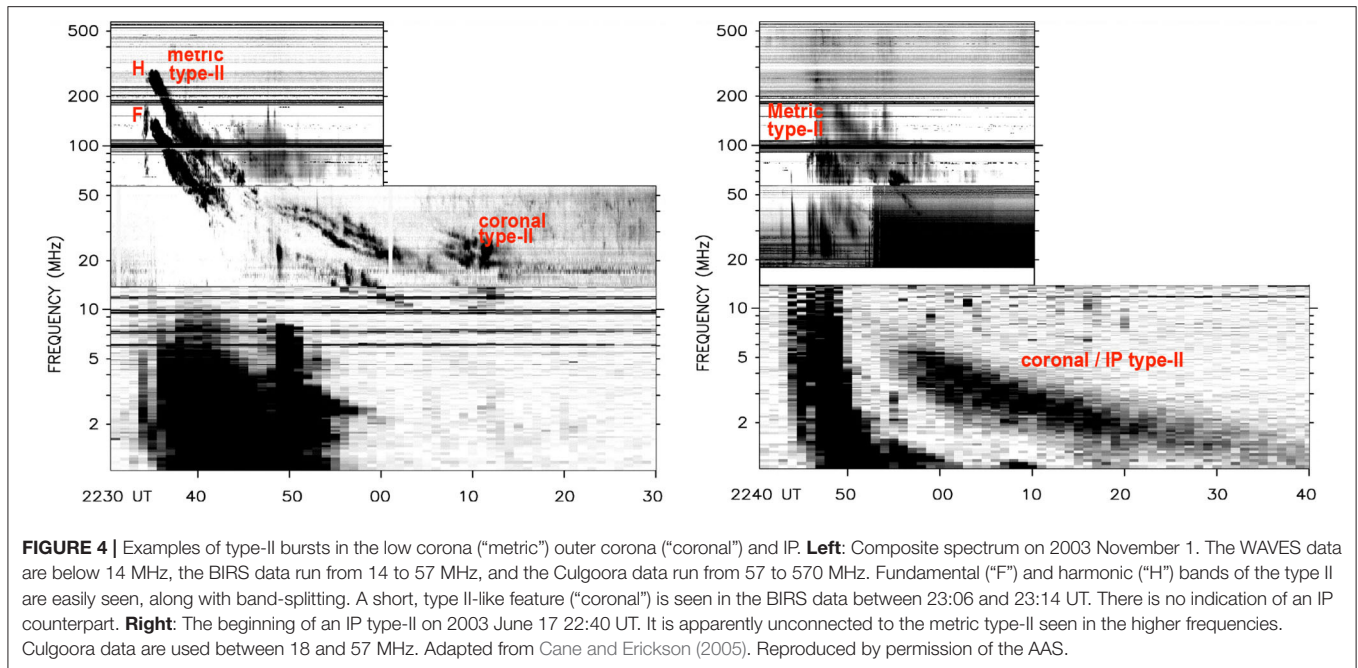 500
200
100
50
20
10
5
2
FREQUENCY (MHz)
FREQUENCY (MHz)
H
metric
type-II
F
coronal
type-II
2230 UT 40 50 00 10 20 30
500
200
100
50
20
10
5
2
FREQUENCY (MHz)
FREQUENCY (MHz)
Metric
type-II
coronal / IP type-II
2240 UT 50 00 10 20 30 40
FIGURE 4 | Examples of type-II bursts in the low corona (“metric”) outer corona (“coronal”) and IP. Left: Composite spectrum on 2003 November 1. The WAVES data
are below 14 MHz, the BIRS data run from 14 to 57 MHz, and the Culgoora data run from 57 to 570 MHz. Fundamental (“F”) and harmonic (“H”) bands of the type II
are easily seen, along with band-splitting. A short, type II-like feature (“coronal”) is seen in the BIRS data between 23:06 and 23:14 UT. There is no indication of an IP
counterpart. Right: The beginning of an IP type-II on 2003 June 17 22:40 UT. It is apparently unconnected to the metric type-II seen in the higher frequencies.
Culgoora data are used between 18 and 57 MHz. Adapted from Cane and Erickson (2005). Reproduced by permission of the AAS.